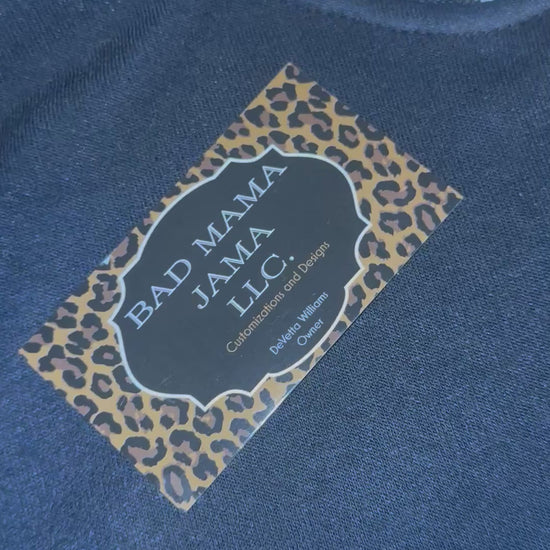 BAD MAMA
JAMA
LLC.
Customizations and Designs
DeVetta Williams
Owner